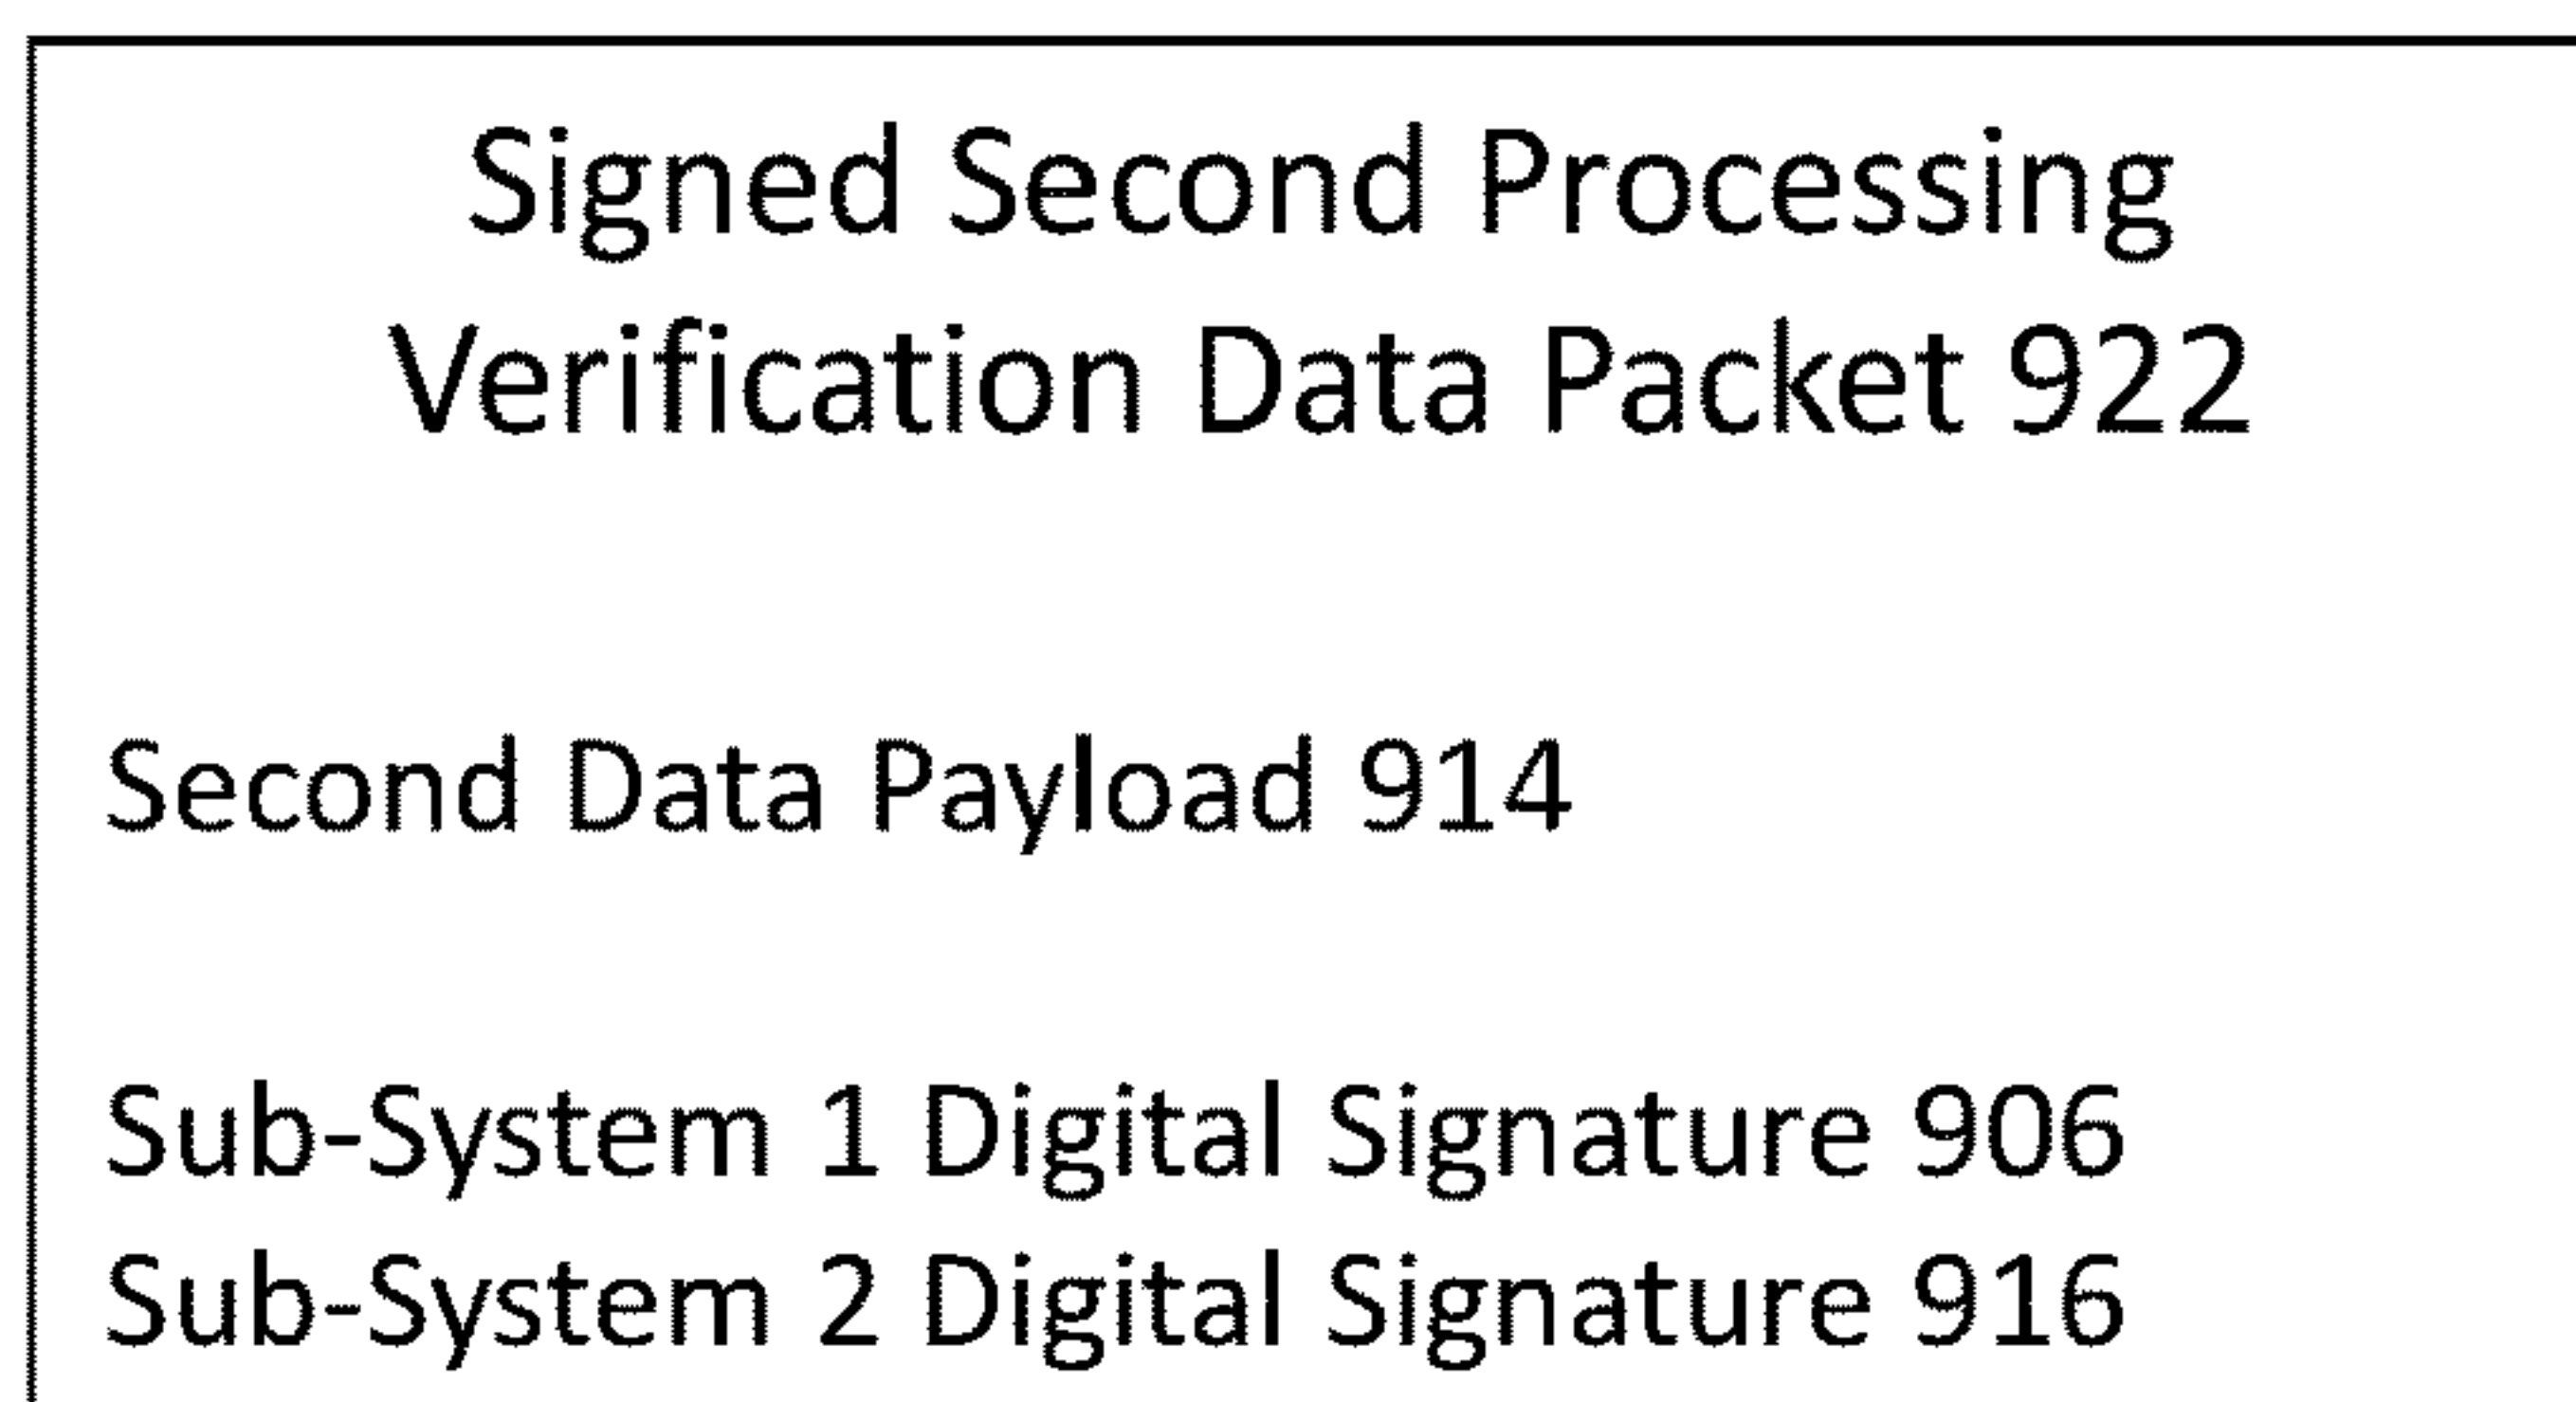 Signed Second Processing
Verification Data Packet 922
Second Data Payload 914
Sub-System 1 Digital Signature 906
Sub-System 2 Digital Signature 916